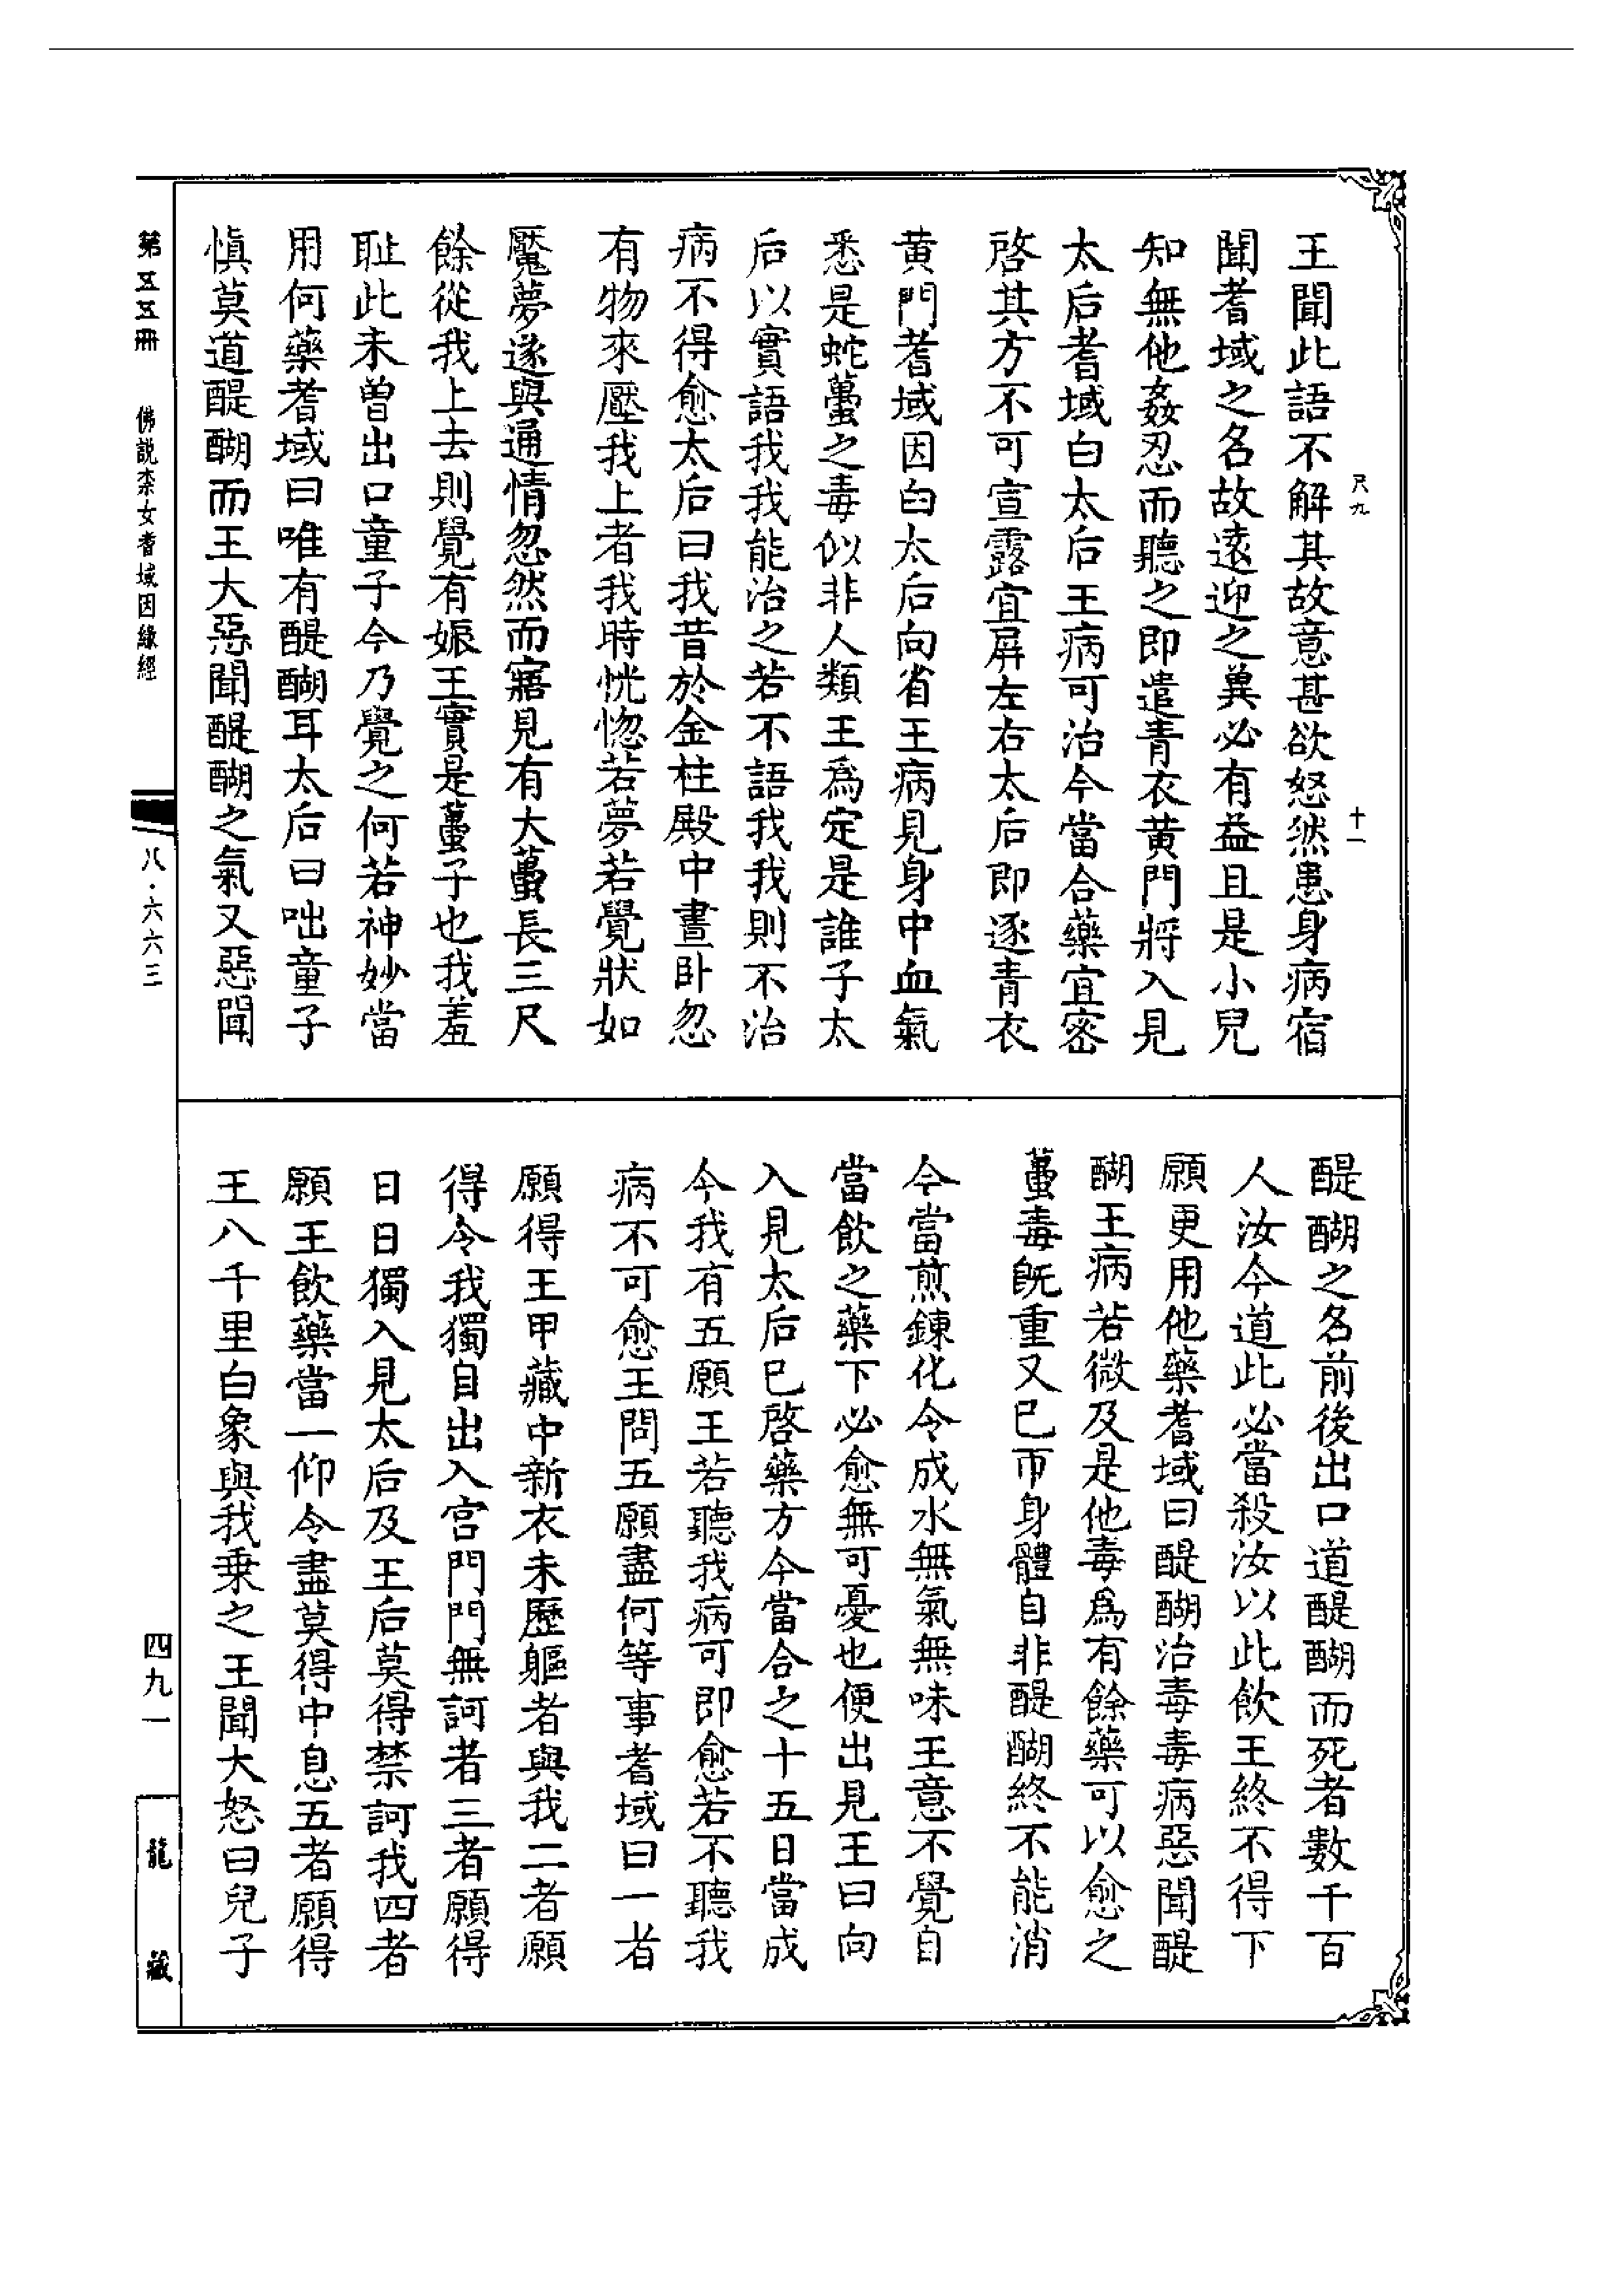 尺九
十一
王聞此語不解其故意甚欲怒然患身病宿
聞耆域之名故遠迎之冀必有益且是小兒
知無他姦忍而聽之即遣青衣黃門將入見
太后耆域白太后王病可治今當合藥宜密
啓其方不可宣露宜屏左右太后即逐青衣
黃門耆域因白太后向省王病見身中血氣
悉是蛇蠆之毒似非人類王為定是誰子太
后以實語我我能治之若不語我我則不治
病不得愈太后曰我昔於金柱殿中晝臥忽
有物來壓我上者我時恍惚若夢若覺狀如
魘夢遂與通情忽然而寤見有大蠆長三尺
餘從我上去則覺有娠王實是蠆子也我羞
耻此未曾出口童子今乃覺之何若神妙當
用何藥耆域曰唯有醍醐耳太后曰咄童子
慎莫道醍醐而王大惡聞醍醐之氣又惡聞
醍醐之名前後出口道醍醐而死者數千百
人汝今道此必當殺汝以此飲王終不得下
願更用他藥耆域曰醍醐治毒毒病惡聞醍
醐王病若微及是他毒為有餘藥可以愈之
蠆毒既重又巳帀身體自非醍醐終不能消
今當煎鍊化令成水無氣無味王意不覺自
當飲之藥下必愈無可憂也便出見王曰向
入見太后巳啓藥方今當合之十五日當成
今我有五願王若聽我病可即愈若不聽我
病不可愈王問五願盡何等事耆域曰一者
願得王甲藏中新衣未歷軀者與我二者願
得令我獨自出入宮門門無訶者三者願得
日日獨入見太后及王后莫得禁訶我四者
願王飲藥當一仰令盡莫得中息五者願得
王八千里白象與我乗之王聞大怒曰兒子
第五五冊
佛說柰女耆域因緣經
八·六六三
四九一
龍藏